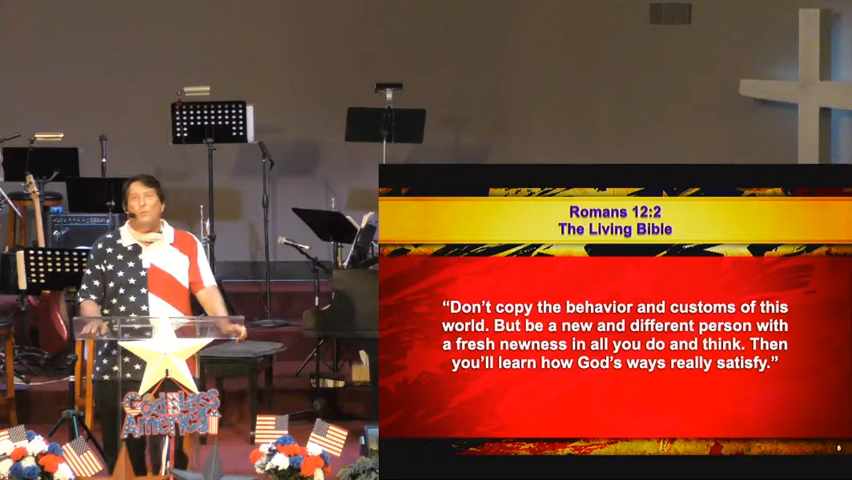 Romans 12:2
The Living Bible
“Don’t copy the behavior and customs of this
world. But be a new and different person with
a fresh newness in all you do and think. Then
you’ll learn how God’s ways really satisfy.”
6
God Bless
America